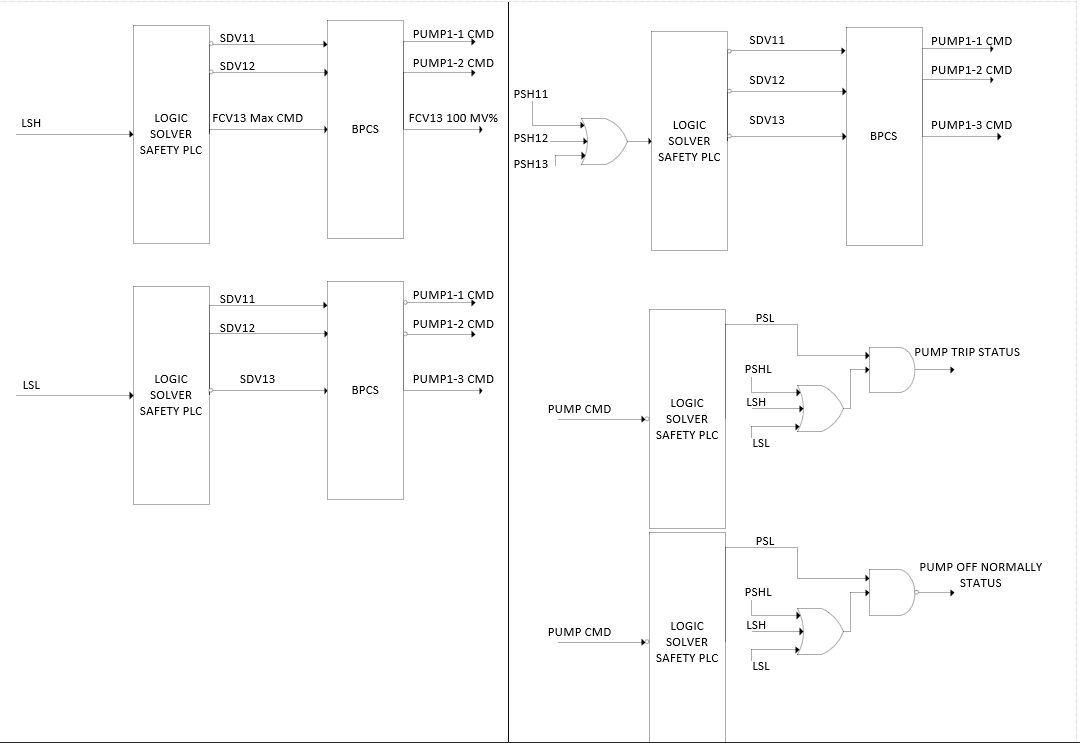 LSH
LOGIC
SOLVER
SAFETY PLC
SDV11
SDV12
FCV13 Max CMD
BPCS
PUMP1-1 CMD
PUMP1-2 CMD
FCV13 100 MV%
LSL
LOGIC
SOLVER
SAFETY PLC
SDV11
SDV12
SDV13
BPCS
PUMP1-1 CMD
PUMP1-2 CMD
PUMP1-3 CMD
PSH11
PSH12
PSH13
LOGIC
SOLVER
SAFETY PLC
SDV11
SDV12
SDV13
BPCS
PUMP1-1 CMD
PUMP1-2 CMD
PUMP1-3 CMD
PUMP CMD
LOGIC
SOLVER
SAFETY PLC
PSL
PSHL
LSH
LSL
PUMP TRIP STATUS
PUMP CMD
LOGIC
SOLVER
SAFETY PLC
PSL
PSHL
LSH
LSL
PUMP OFF NORMALLY
STATUS